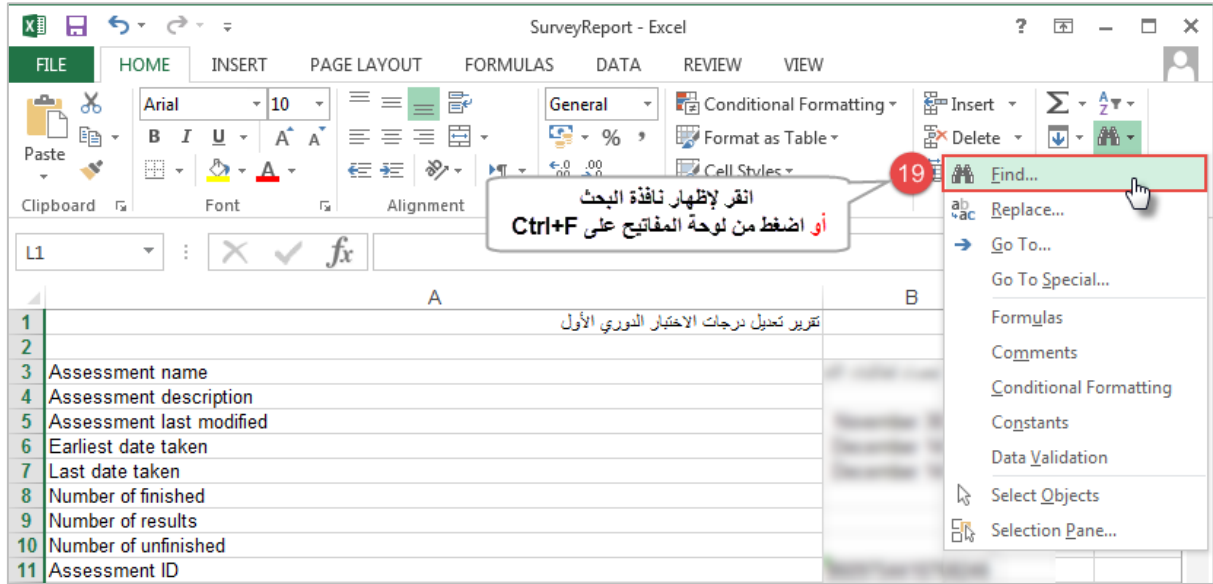 SurveyReport - Excel
?
FILE HOME INSERT PAGE LAYOUT FORMULAS DATA REVIEW VIEW
Arial 10 General Conditional Formatting Insert Σ
B I U A A % , Format as Table Delete
Paste
A .00 Cell Styles
Clipboard Font Alignment
19
انقر لإظهار نافذة البحث
أو اضغط من لوحة المفاتيح على Ctrl+F
Find...
Replace...
Go To...
Go To Special...
Formulas
Comments
Conditional Formatting
Constants
Data Validation
Select Objects
Selection Pane...
L1 fx
A B
1 تقرير تعديل درجات الاختبار الدوري الأول
2
3 Assessment name
4 Assessment description
5 Assessment last modified
6 Earliest date taken
7 Last date taken
8 Number of finished
9 Number of results
10 Number of unfinished
11 Assessment ID